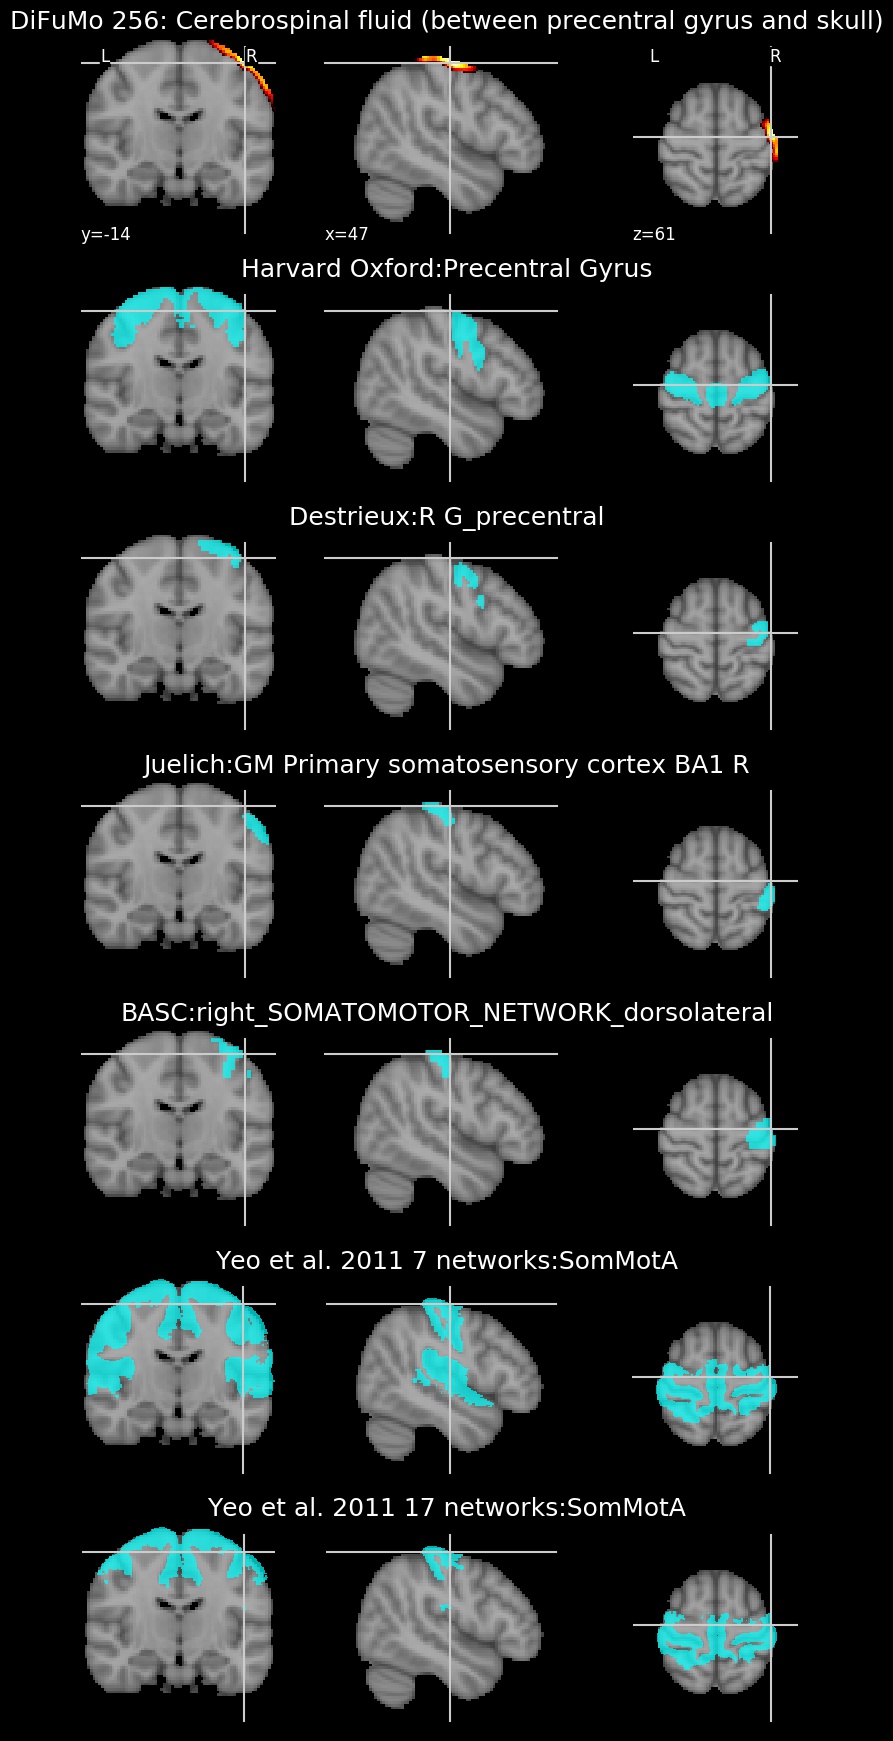 DiFuMo 256: Cerebrospinal fluid (between precentral gyrus and skull)
L R L R
y=-14 x=47 z=61
Harvard Oxford:Precentral Gyrus
Destrieux:R G_precentral
Juelich:GM Primary somatosensory cortex BA1 R
BASC:right_SOMATOMOTOR_NETWORK_dorsolateral
Yeo et al. 2011 7 networks:SomMotA
Yeo et al. 2011 17 networks:SomMotA